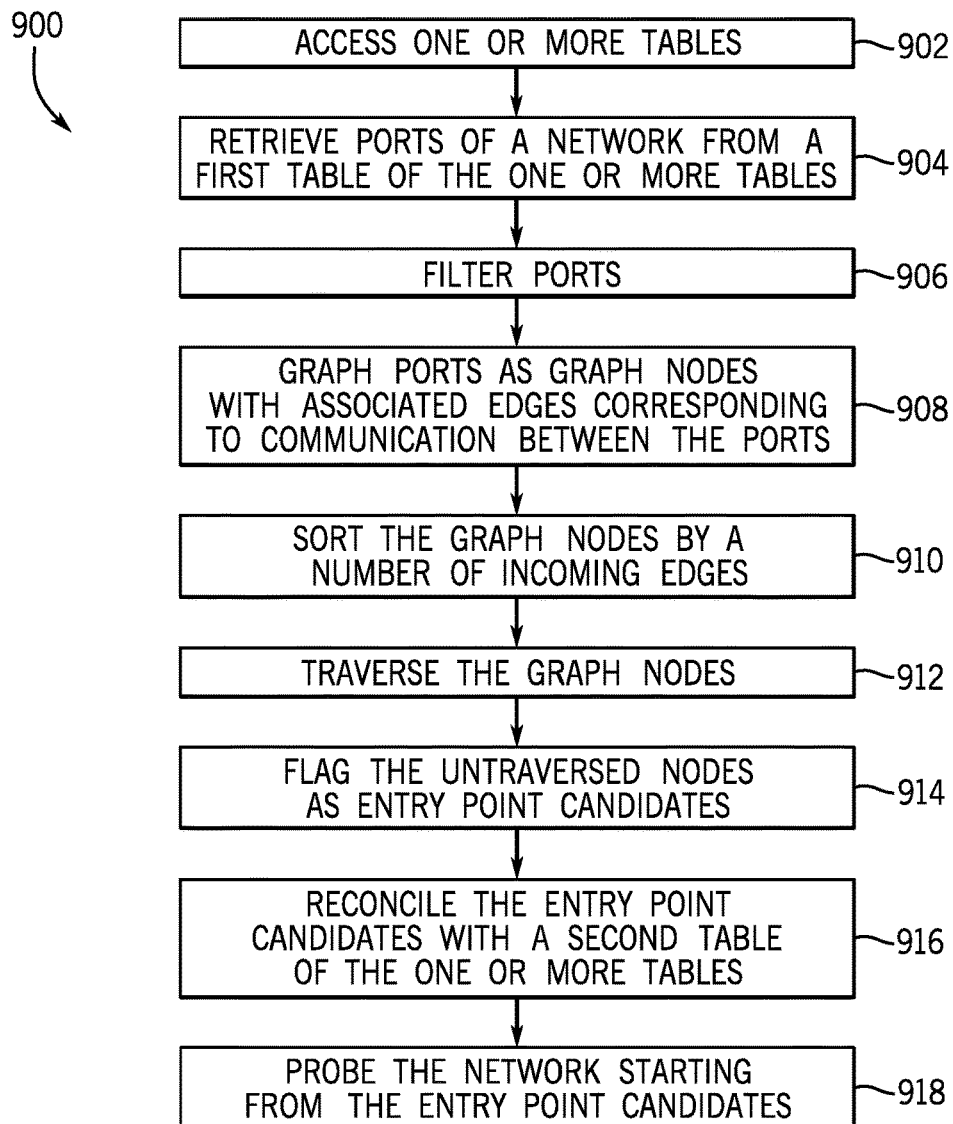 900
ACCESS ONE OR MORE TABLES
902
RETRIEVE PORTS OF A NETWORK FROM A
FIRST TABLE OF THE ONE OR MORE TABLES
904
FILTER PORTS
906
GRAPH PORTS AS GRAPH NODES
WITH ASSOCIATED EDGES CORRESPONDING
TO COMMUNICATION BETWEEN THE PORTS
908
SORT THE GRAPH NODES BY A
NUMBER OF INCOMING EDGES
910
TRAVERSE THE GRAPH NODES
912
FLAG THE UNTRAVERSED NODES
AS ENTRY POINT CANDIDATES
914
RECONCILE THE ENTRY POINT
CANDIDATES WITH A SECOND TABLE
OF THE ONE OR MORE TABLES
916
PROBE THE NETWORK STARTING
FROM THE ENTRY POINT CANDIDATES
918